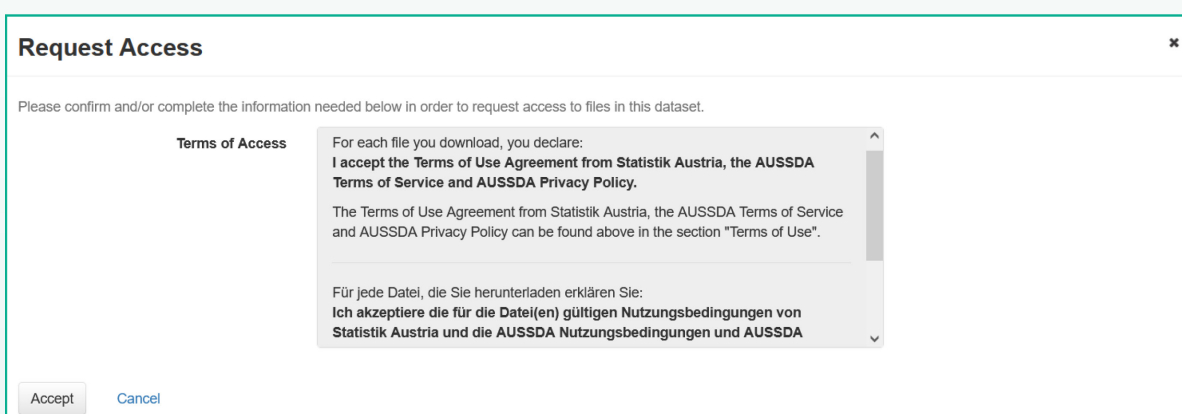 Request Access
Please confirm and/or complete the information needed below in order to request access to files in this dataset.
Terms of Access
For each file you download, you declare:
I accept the Terms of Use Agreement from Statistik Austria, the AUSSDA
Terms of Service and AUSSDA Privacy Policy.
The Terms of Use Agreement from Statistik Austria, the AUSSDA Terms of Service
and AUSSDA Privacy Policy can be found above in the section "Terms of Use".
Für jede Datei, die Sie herunterladen erklären Sie:
Ich akzeptiere die für die Datei(en) gültigen Nutzungsbedingungen von
Statistik Austria und die AUSSDA Nutzungsbedingungen und AUSSDA
Accept Cancel